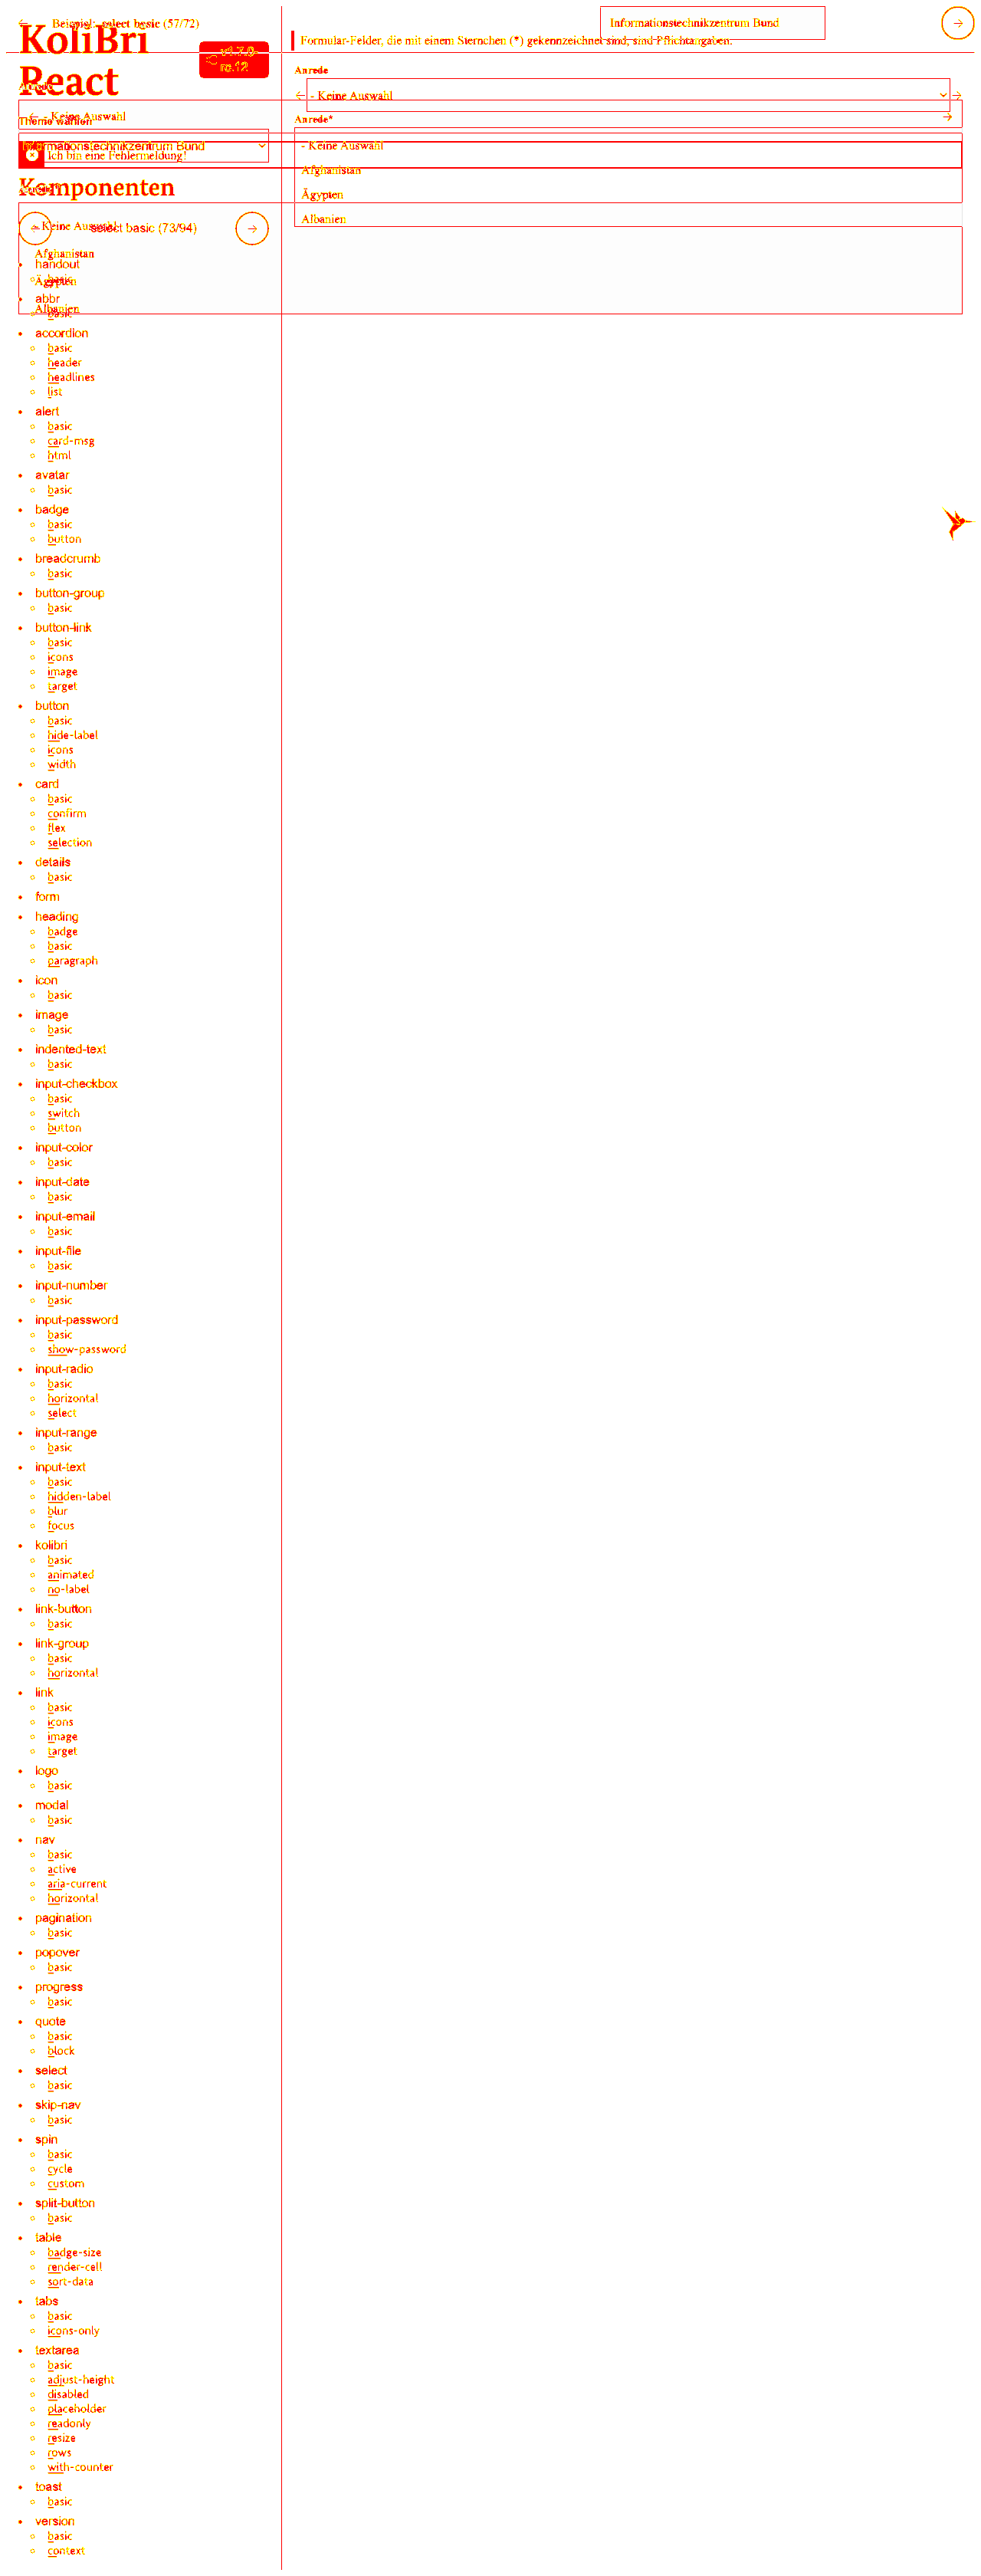 ← Beispiel: select basic (57/72)
Informationstechnikzentrum Bund
KoliBri
React
v1.7.0-
rc.12
Formular-Felder, die mit einem Sternchen (*) gekennzeichnet sind, sind Pflichtangaben.
Anrede
- Keine Auswahl
Anrede*
- Keine Auswahl
Afghanistan
Ägypten
Albanien
Anrede
- Keine Auswahl
Theme wählen
Informationstechnikzentrum Bund
Ich bin eine Fehlermeldung!
Komponenten
- Keine Auswahl
select basic (73/94)
Afghanistan
handout
basic
Ägypten
abbr
Albanien
basic
accordion
basic
header
headlines
list
alert
basic
card-msg
html
avatar
basic
badge
basic
button
breadcrumb
basic
button-group
basic
button-link
basic
icons
image
target
button
basic
hide-label
icons
width
card
basic
confirm
flex
selection
details
basic
form
heading
badge
basic
paragraph
icon
basic
image
basic
indented-text
basic
input-checkbox
basic
switch
button
input-color
basic
input-date
basic
input-email
basic
input-file
basic
input-number
basic
input-password
basic
show-password
input-radio
basic
horizontal
select
input-range
basic
input-text
basic
hidden-label
blur
focus
kolibri
basic
animated
no-label
link-button
basic
link-group
basic
horizontal
link
basic
icons
image
target
logo
basic
modal
basic
nav
basic
active
aria-current
horizontal
pagination
basic
popover
basic
progress
basic
quote
basic
block
select
basic
skip-nav
basic
spin
basic
cycle
custom
split-button
basic
table
badge-size
render-cell
sort-data
tabs
basic
icons-only
textarea
basic
adjust-height
disabled
placeholder
readonly
resize
rows
with-counter
toast
basic
version
basic
context